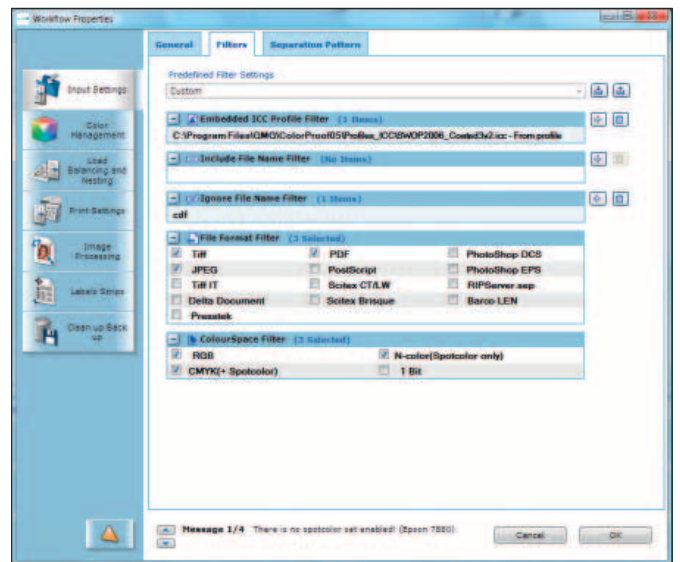 Workflow Properties
General Filters Separation Pattern
Input Settings
Color Management
Load Balancing and Nesting
Print Settings
Image Processing
Labels Strips
Clean up Back up
Predefined Filter Settings
Custom
Embedded ICC Profile Filter (1 Items)
C:\Program Files\GMG\ColorProof05\Profiles_ICC\SWOP2006_Coated3v2.icc - From profile
Include File Name Filter (No Items)
Ignore File Name Filter (1 Items)
cdf
File Format Filter (3 Selected)
Tiff PDF PhotoShop DCS
JPEG PostScript PhotoShop EPS
Tiff IT Scitex CT/LW RIPServer.sep
Delta Document Scitex Brisque Barco LEN
Presstek
ColourSpace Filter (3 Selected)
RGB N-color(Spotcolor only)
CMYK(+ Spotcolor) 1 Bit
Message 1/4 There is no spotcolor set enabled! (Epson 7880)
Cancel OK